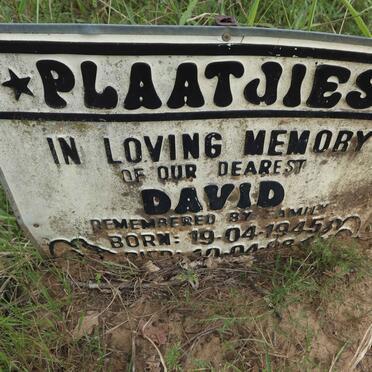 ★PLAATJIES
IN LOVING MEMORY
OF OUR DEAREST
DAVID
REMEMBERED BY FAMILY
BORN: 19-04-1945